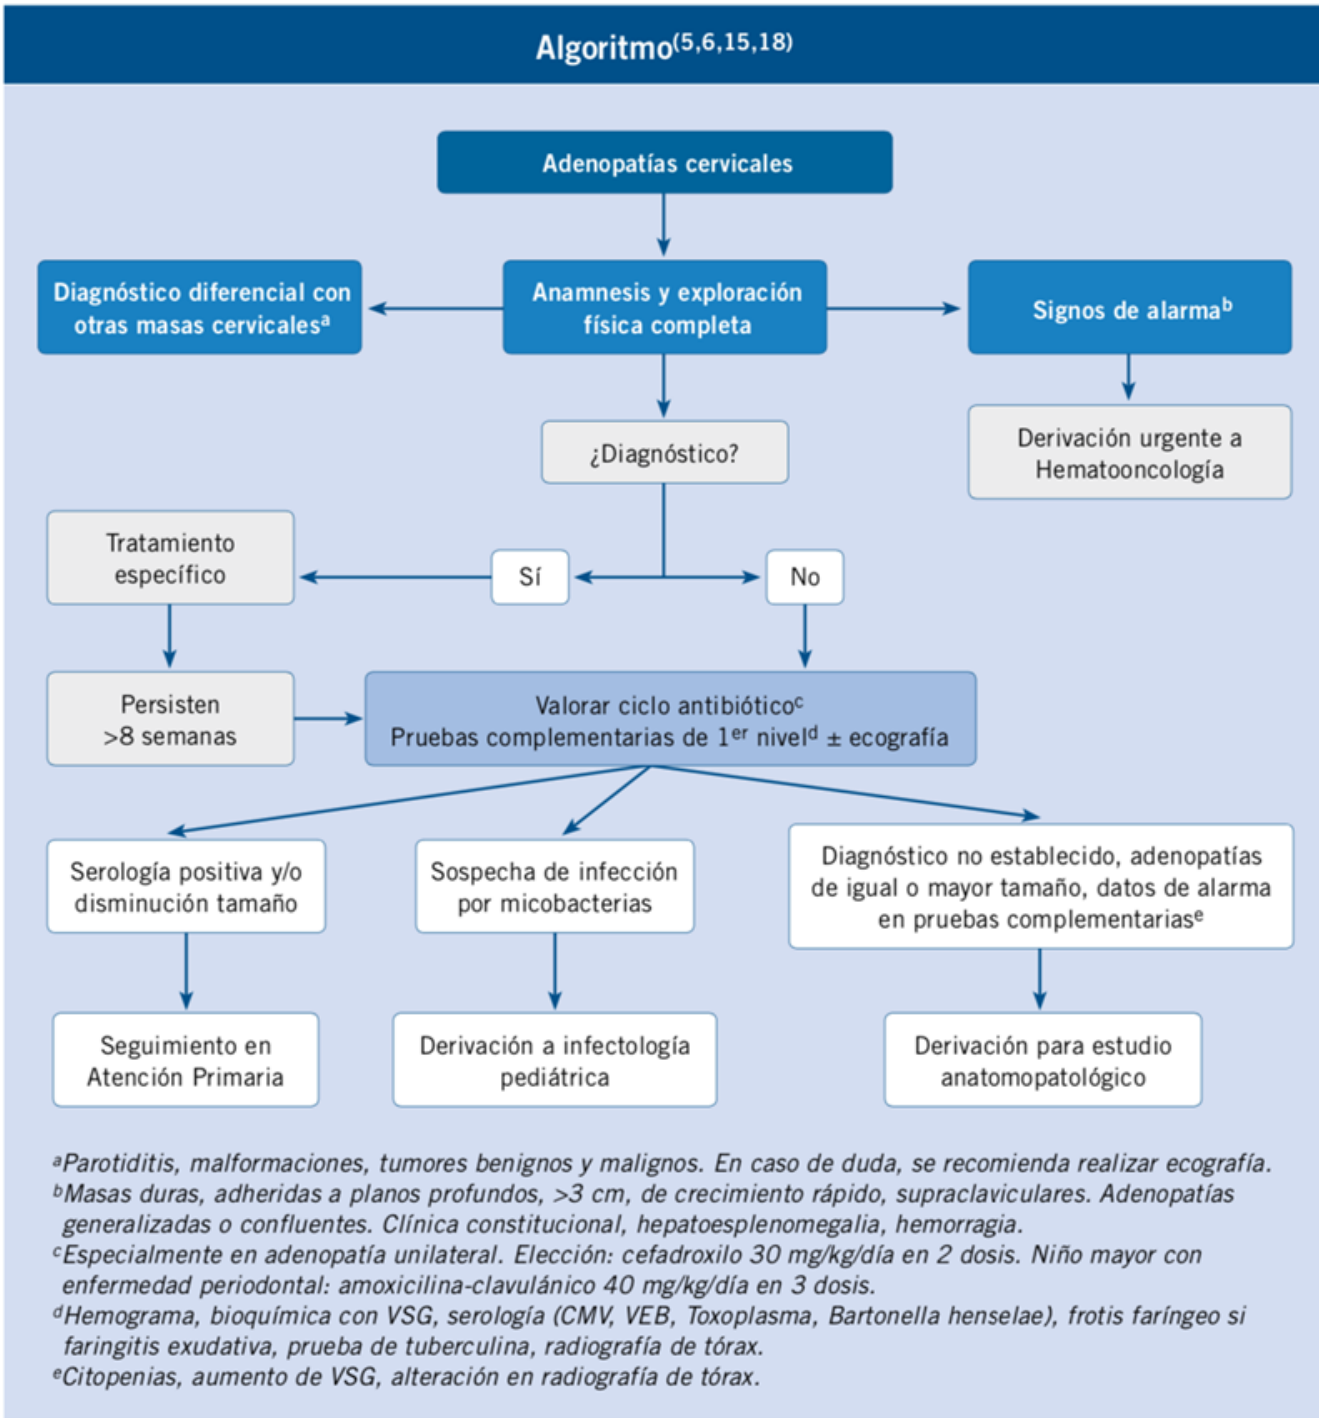 Algoritmo(5,6,15,18)
Adenopatías cervicales
Diagnóstico diferencial con
otras masas cervicalesa
Anamnesis y exploración
física completa
Signos de alarmab
Derivación urgente a
Hematooncología
¿Diagnóstico?
Tratamiento
específico
Sí
No
Persisten
>8 semanas
Valorar ciclo antibióticoc
Pruebas complementarias de 1er niveld ± ecografía
Serología positiva y/o
disminución tamaño
Sospecha de infección
por micobacterias
Diagnóstico no establecido, adenopatías
de igual o mayor tamaño, datos de alarma
en pruebas complementariase
Seguimiento en
Atención Primaria
Derivación a infectología
pediátrica
Derivación para estudio
anatomopatológico
aParotiditis, malformaciones, tumores benignos y malignos. En caso de duda, se recomienda realizar ecografía.
bMasas duras, adheridas a planos profundos, >3 cm, de crecimiento rápido, supraclaviculares. Adenopatías
generalizadas o confluentes. Clínica constitucional, hepatoesplenomegalia, hemorragia.
cEspecialmente en adenopatía unilateral. Elección: cefadroxilo 30 mg/kg/día en 2 dosis. Niño mayor con
enfermedad periodontal: amoxicilina-clavulánico 40 mg/kg/día en 3 dosis.
dHemograma, bioquímica con VSG, serología (CMV, VEB, Toxoplasma, Bartonella henselae), frotis faríngeo si
faringitis exudativa, prueba de tuberculina, radiografía de tórax.
eCitopenias, aumento de VSG, alteración en radiografía de tórax.